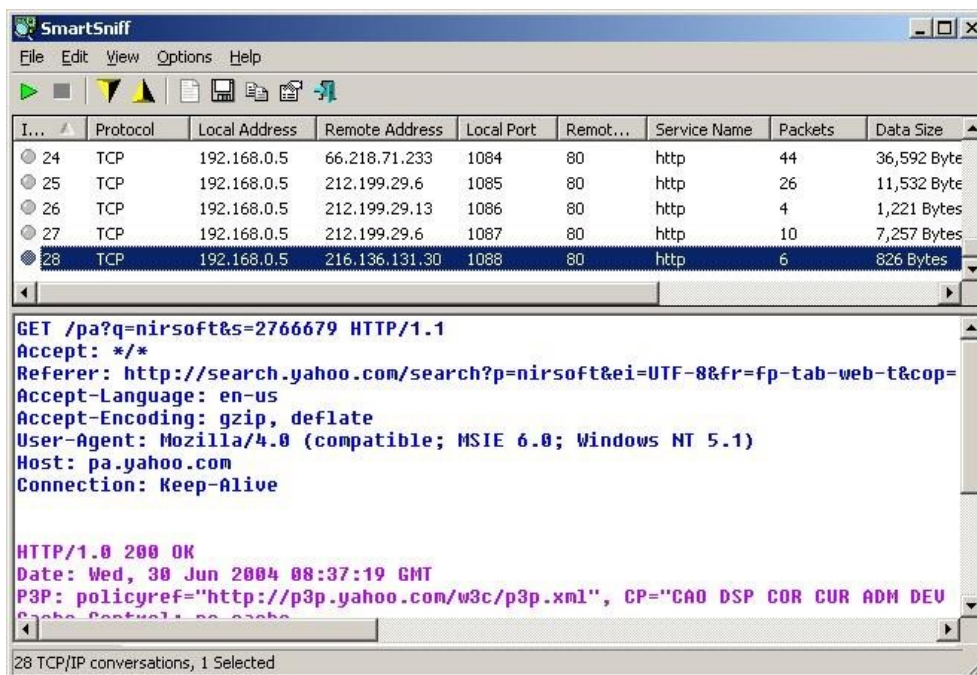 SmartSniff
File Edit View Options Help
I... Protocol Local Address Remote Address Local Port Remot... Service Name Packets Data Size
24 TCP 192.168.0.5 66.218.71.233 1084 80 http 44 36,592 Byte
25 TCP 192.168.0.5 212.199.29.6 1085 80 http 26 11,532 Byte
26 TCP 192.168.0.5 212.199.29.13 1086 80 http 4 1,221 Bytes
27 TCP 192.168.0.5 212.199.29.6 1087 80 http 10 7,257 Bytes
28 TCP 192.168.0.5 216.136.131.30 1088 80 http 6 826 Bytes
GET /pa?q=nirsoft&s=2766679 HTTP/1.1
Accept: */*
Referer: http://search.yahoo.com/search?p=nirsoft&ei=UTF-8&fr=fp-tab-web-t&cop=
Accept-Language: en-us
Accept-Encoding: gzip, deflate
User-Agent: Mozilla/4.0 (compatible; MSIE 6.0; Windows NT 5.1)
Host: pa.yahoo.com
Connection: Keep-Alive
HTTP/1.0 200 OK
Date: Wed, 30 Jun 2004 08:37:19 GMT
P3P: policyref="http://p3p.yahoo.com/w3c/p3p.xml", CP="CAO DSP COR CUR ADM DEV
Cache-Control: no-cache
28 TCP/IP conversations, 1 Selected